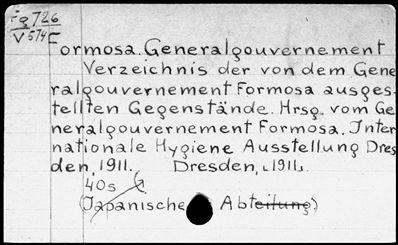 Fg 726
V 574 E
Formosa. Generalgouvernement
Verzeichnis der von dem Gene
ralgouvernement Formosa ausges-
tellten Gegenstände. Hrsg. vom Ge
neralgouvernement Formosa. Inter
nationale Hygiene Ausstellung Dres
den, 1911. Dresden, 1911.
40 s
(Japanische Abteilung)